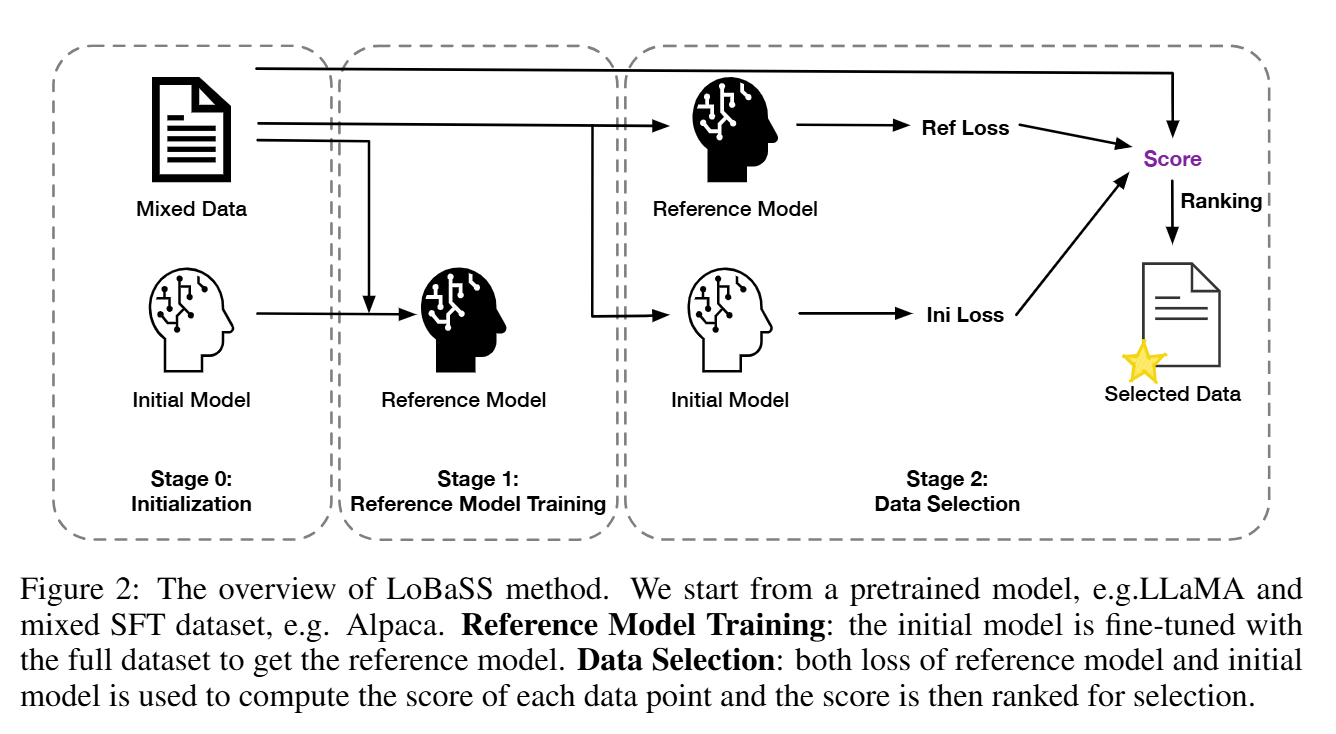 Mixed Data
Initial Model
Stage 0:
Initialization
Reference Model
Stage 1:
Reference Model Training
Reference Model
Ref Loss
Score
Ranking
Initial Model
Ini Loss
Selected Data
Stage 2:
Data Selection
Figure 2: The overview of LoBaSS method. We start from a pretrained model, e.g.LLaMA and
mixed SFT dataset, e.g. Alpaca. Reference Model Training: the initial model is fine-tuned with
the full dataset to get the reference model. Data Selection: both loss of reference model and initial
model is used to compute the score of each data point and the score is then ranked for selection.